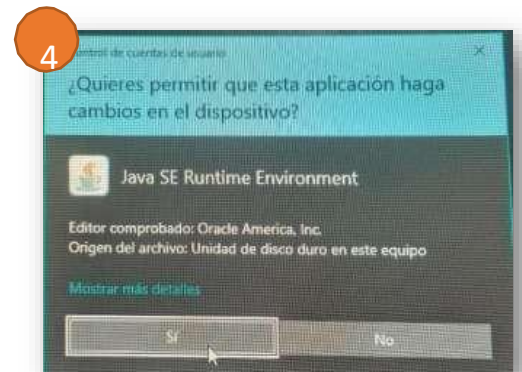 4
Control de cuentas de usuario
¿Quieres permitir que esta aplicación haga
cambios en el dispositivo?
Java SE Runtime Environment
Editor comprobado: Oracle America, Inc.
Origen del archivo: Unidad de disco duro en este equipo
Mostrar más detalles
Sí
No